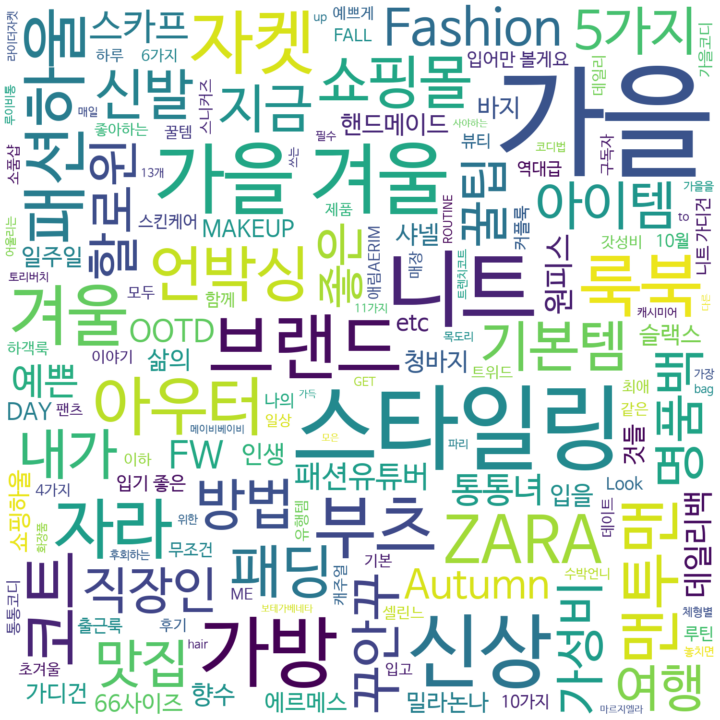 라이더자켓
스카프
자켓
up
예쁘게
FALL
Fashion
5가지
데일리
가을코디
하루
6가지
입어만 볼게요
루이비통
매일
신발
스니커즈
지금
쇼핑몰
바지
가을
패션하울
좋아하는
꿀템
핸드메이드
필수
사야하는
코디법
뷰티
구독자
소품샵
13개
쓰는
역대급
할로윈
가을
겨울
꿀팁
아이템
가을을
어울리는
스킨케어
제품
ROUTINE
커플룩
갓성비
10월
니트 가디건
일주일
MAKEUP
샤넬
원피스
토리버치
모두
함께
언박싱
좋은
애림AERIM
매장
트렌치코트
니트
룩북
캐시미어
다른
겨울
11가지
OOTD
브랜드
etc
목도리
기본템
슬랙스
하객룩
이야기
삶의
청바지
트위드
가장
예쁜
GET
최애
bag
DAY
팬츠
아우터
나의
가득
스타일링
같은
명품백
메이비베이비
일상
모든
파리
내가
FW
인생
것들
쇼핑하울
4가지
이하
입기 좋은
패션유튜버
통통녀
입을
Look
데일리백
화장품
자라
방법
유행템
부츠
ZARA
데이트
맨투맨
위한
후회하는
무조건
기본
통통코디
코트
직장인
ME
패딩
캐주얼
꾸안꾸
Autumn
수박언니
가성비
체형별
출근룩
후기
보테가베네타
셀린느
루틴
놓치면
초겨울
맛집
hair
가방
입고
신상
여행
가디건
66사이즈
향수
에르메스
밀라논나
10가지
마르지엘라